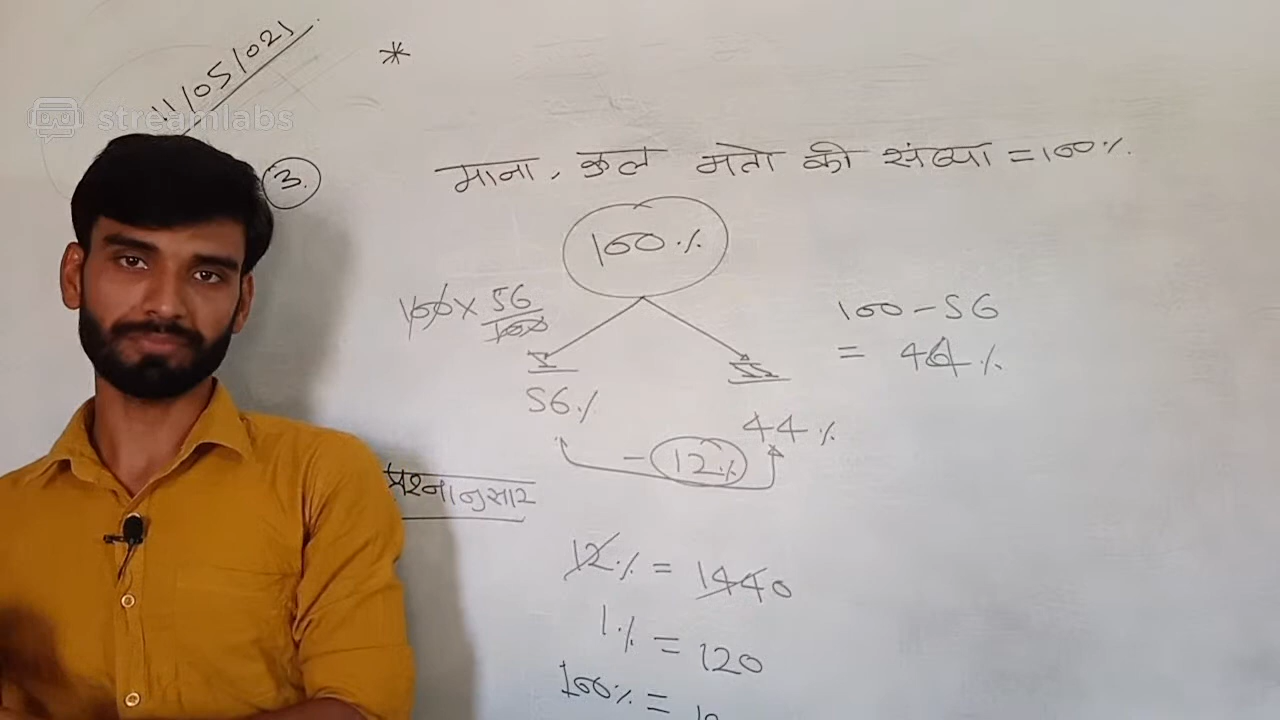 11/05/021
*
streamlabs
3.
माना, कुल मतो की संख्या = 100%.
100%
100 × 56/100
100 - 56
= 44%
I
II
56%
44%
- 12%
प्रश्नानुसार
12% = 1440
1% = 120
100% =